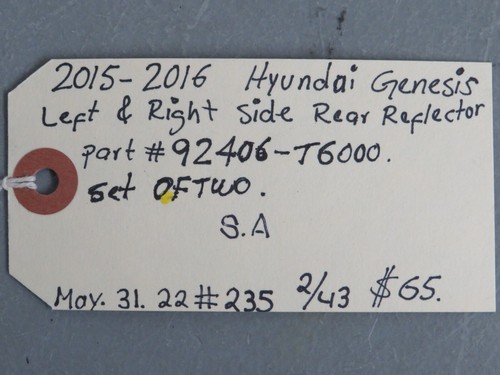 2015-2016 Hyundai Genesis
Left & Right Side Rear Reflector
Part # 92406-T6000.
Set OF TWO.
S.A
May. 31. 22 # 235 2/43 $65.